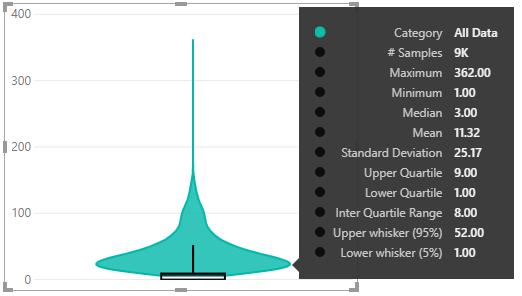 400
300
200
100
0
Category All Data
# Samples 9K
Maximum 362.00
Minimum 1.00
Median 3.00
Mean 11.32
Standard Deviation 25.17
Upper Quartile 9.00
Lower Quartile 1.00
Inter Quartile Range 8.00
Upper whisker (95%) 52.00
Lower whisker (5%) 1.00